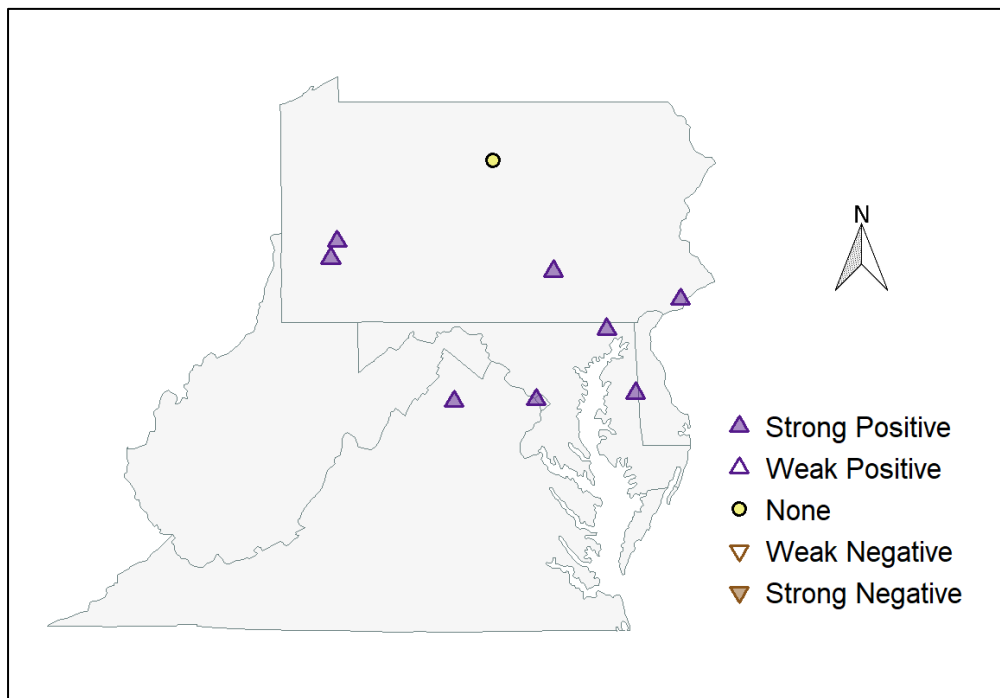 N
Strong Positive
Weak Positive
None
Weak Negative
Strong Negative